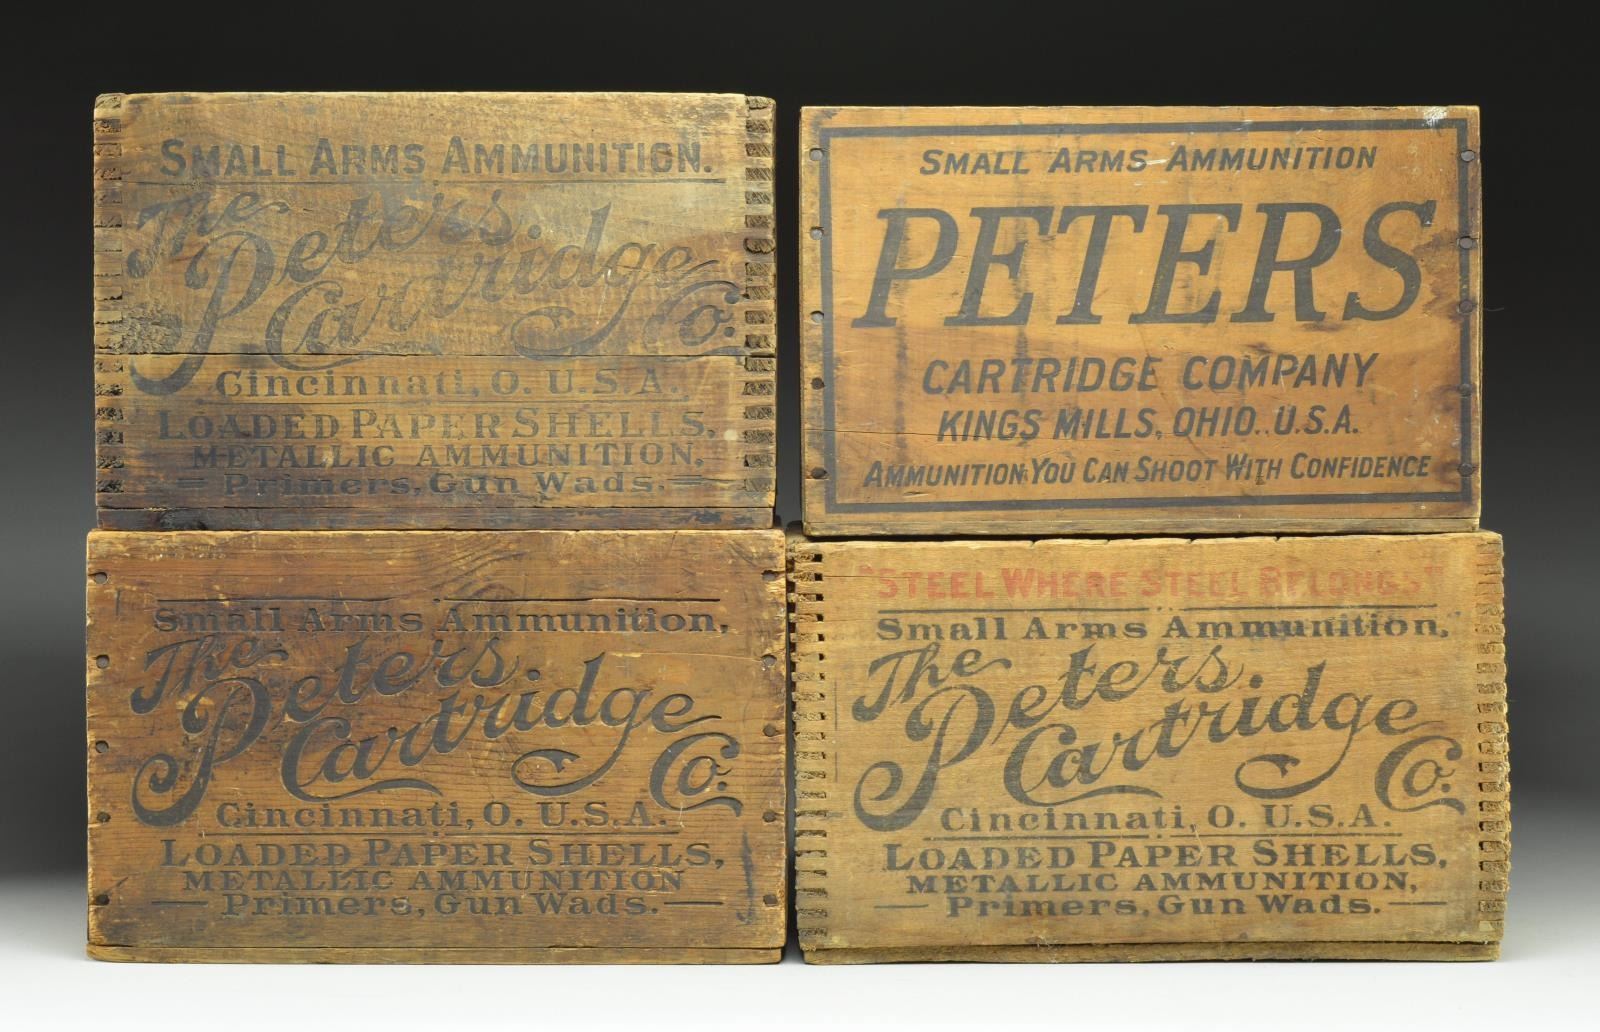 SMALL ARMS AMMUNITION.
The Peters
Cartridge Co.
Cincinnati, O. U.S.A.
LOADED PAPER SHELLS,
METALLIC AMMUNITION,
Primers, Gun Wads.
SMALL ARMS AMMUNITION
PETERS
CARTRIDGE COMPANY
KINGS MILLS, OHIO. U.S.A.
AMMUNITION YOU CAN SHOOT WITH CONFIDENCE
Small Arms Ammunition,
The Peters
Cartridge Co.
Cincinnati, O. U.S.A.
LOADED PAPER SHELLS,
METALLIC AMMUNITION
Primers, Gun Wads.
"STEEL WHERE STEEL BELONGS"
Small Arms Ammunition,
The Peters
Cartridge Co.
Cincinnati, O. U.S.A.
LOADED PAPER SHELLS,
METALLIC AMMUNITION,
Primers, Gun Wads.